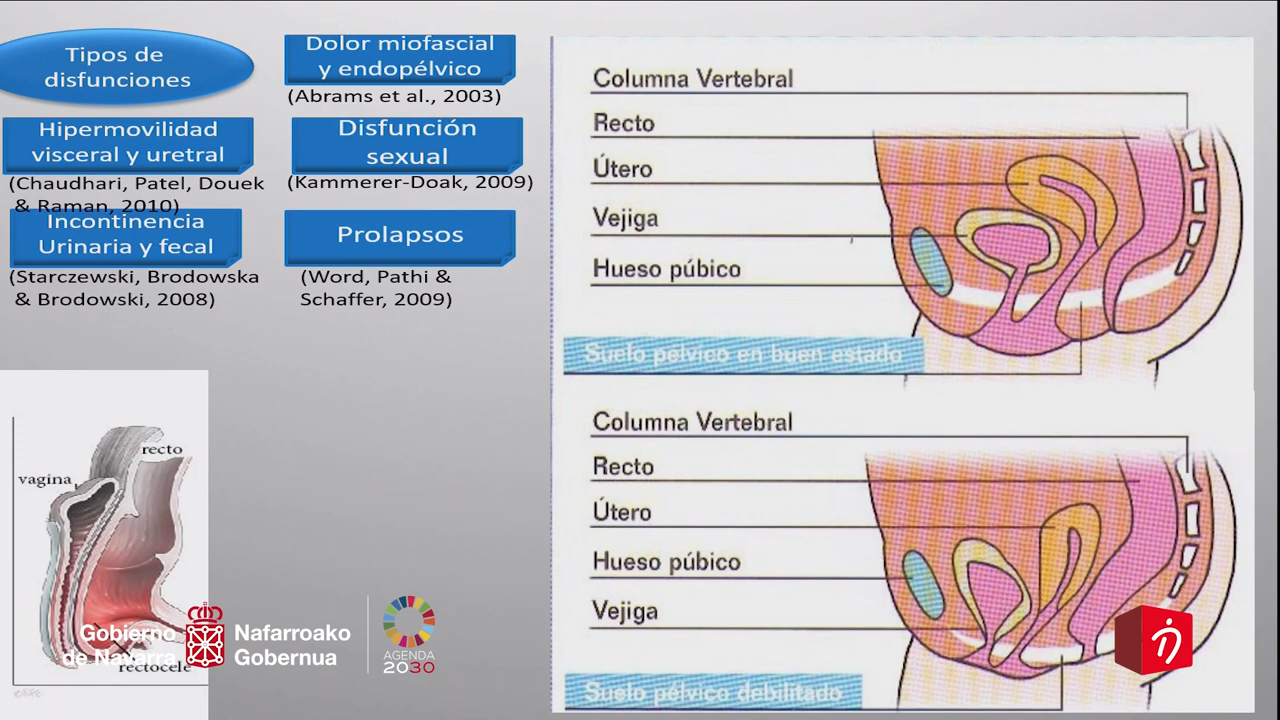 Tipos de
disfunciones
Dolor miofascial
y endopélvico
(Abrams et al., 2003)
Hipermovilidad
visceral y uretral
(Chaudhari, Patel, Douek
& Raman, 2010)
Disfunción
sexual
(Kammerer-Doak, 2009)
Incontinencia
Urinaria y fecal
(Starczewski, Brodowska
& Brodowski, 2008)
Prolapsos
(Word, Pathi &
Schaffer, 2009)
Columna Vertebral
Recto
Útero
Vejiga
Hueso púbico
Suelo pelvico en buen estado
Columna Vertebral
Recto
Útero
Hueso púbico
Vejiga
Suelo pélvico debilitado
recto
vagina
rectocele
Gobierno
de Navarra
Nafarroako
Gobernua
AGENDA
2030